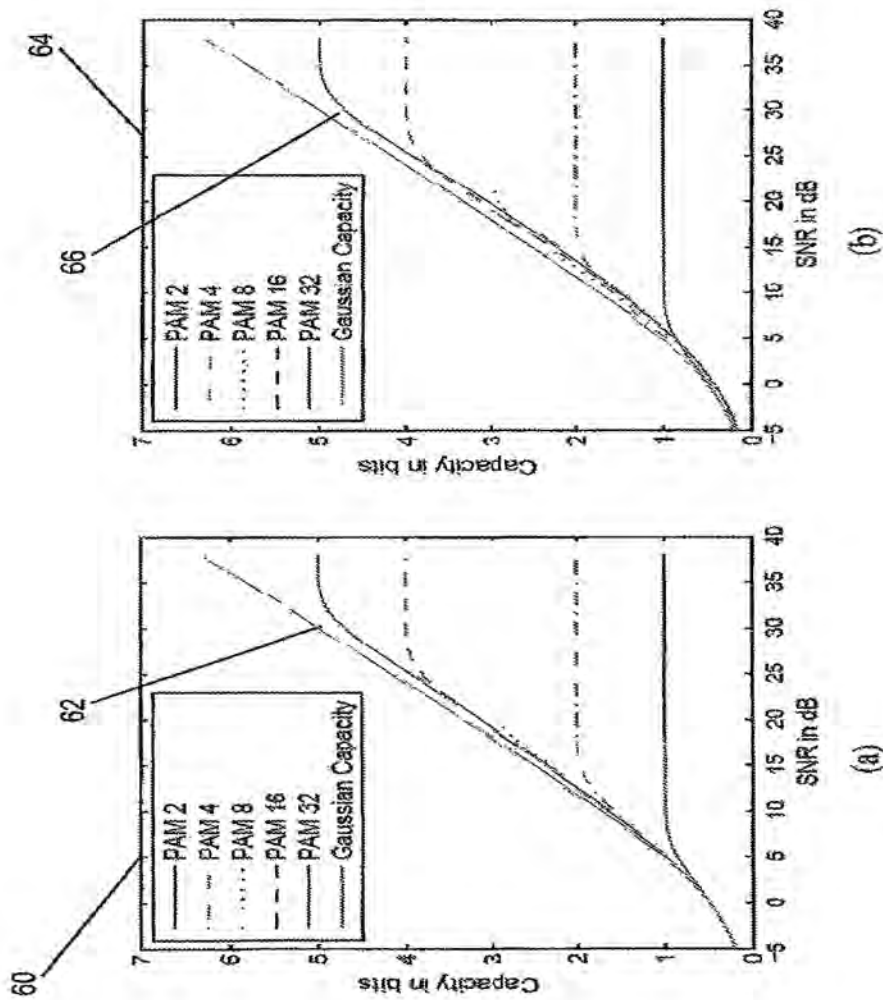 60
62
7
6
5
4
3
2
1
0
Capacity in bits
PAM 2
PAM 4
PAM 8
PAM 16
PAM 32
Gaussian Capacity
-5
0
5
10
15
20
25
30
35
40
SNR in dB
(a)
66
64
7
6
5
4
3
2
1
0
Capacity in bits
PAM 2
PAM 4
PAM 8
PAM 16
PAM 32
Gaussian Capacity
-5
0
5
10
15
20
25
30
35
40
SNR in dB
(b)